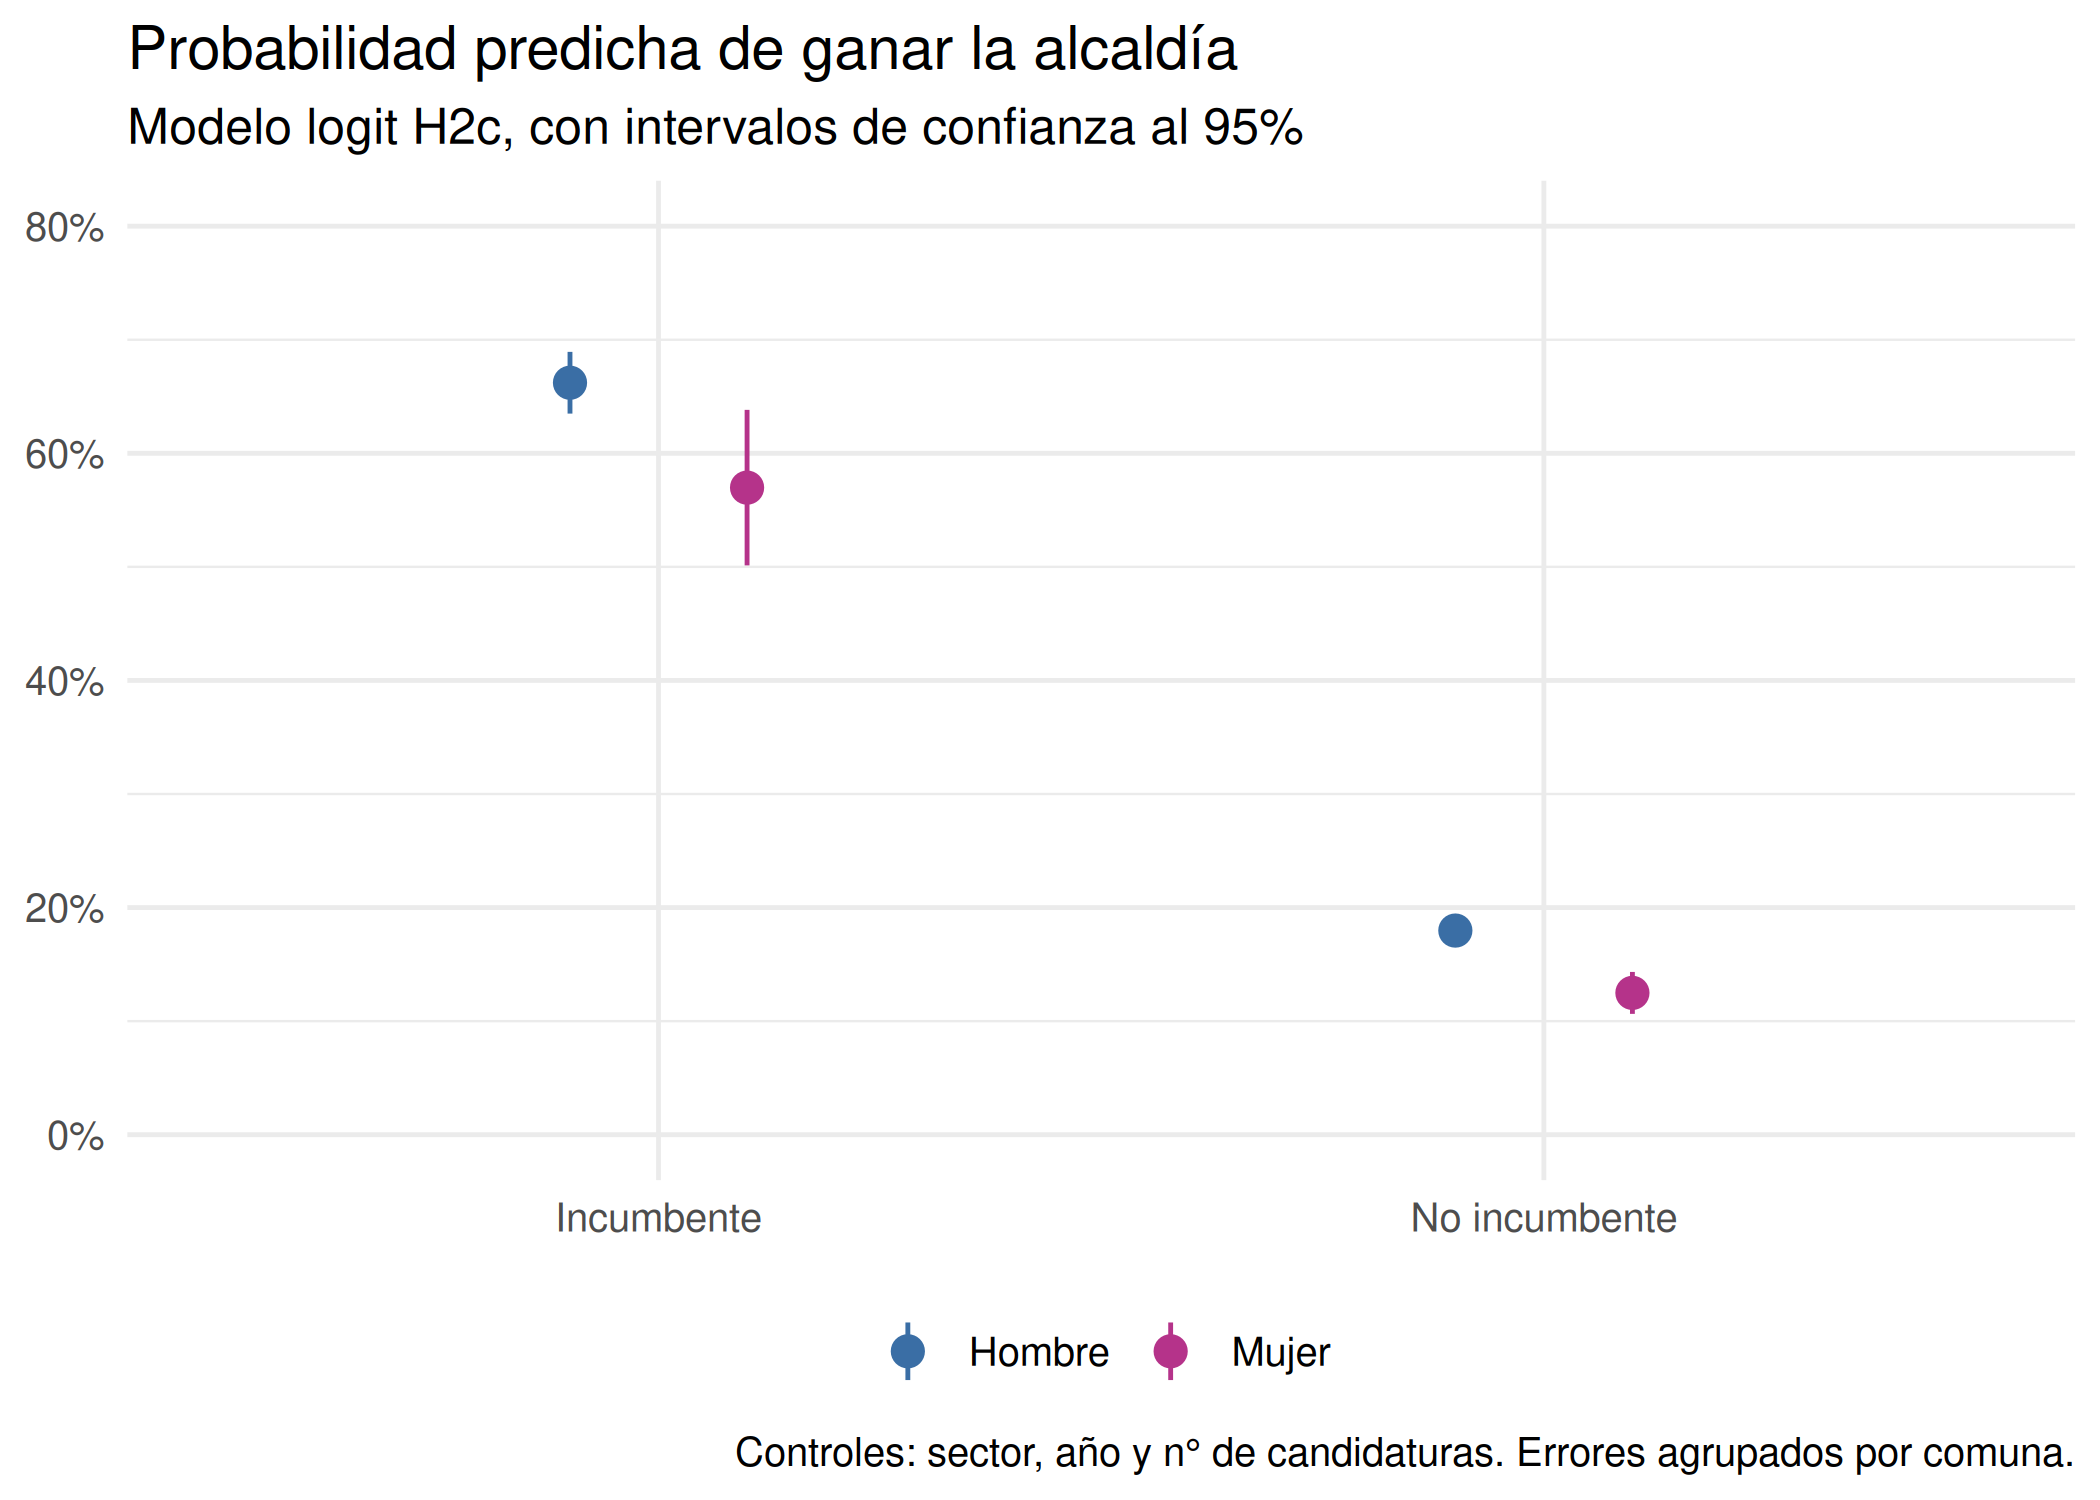 Probabilidad predicha de ganar la alcaldía
Modelo logit H2c, con intervalos de confianza al 95%
80%
60%
40%
20%
0%
Incumbente
No incumbente
Hombre
Mujer
Controles: sector, año y n° de candidaturas. Errores agrupados por comuna.